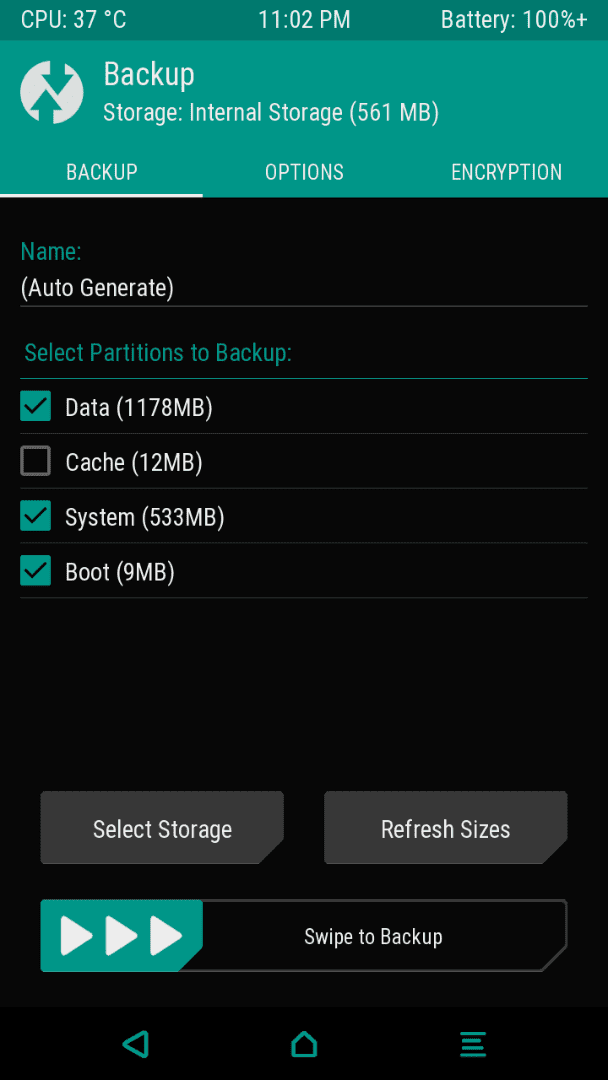 CPU: 37 °C 11:02 PM Battery: 100%+
Backup
Storage: Internal Storage (561 MB)
BACKUP OPTIONS ENCRYPTION
Name:
(Auto Generate)
Select Partitions to Backup:
Data (1178MB)
Cache (12MB)
System (533MB)
Boot (9MB)
Select Storage Refresh Sizes
Swipe to Backup